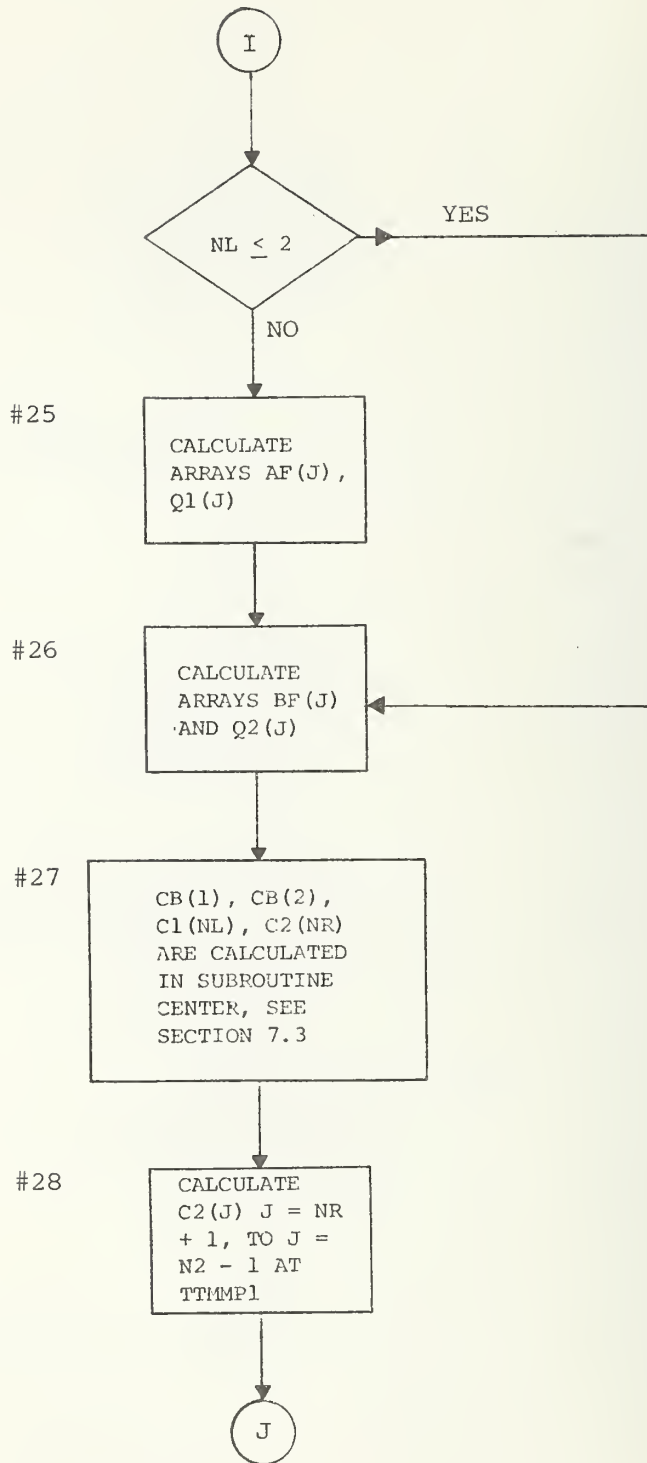 I
NL ≤ 2
YES
NO
#25
CALCULATE
ARRAYS AF(J),
Q1(J)
#26
CALCULATE
ARRAYS BF(J)
AND Q2(J)
#27
CB(1), CB(2),
C1(NL), C2(NR)
ARE CALCULATED
IN SUBROUTINE
CENTER, SEE
SECTION 7.3
#28
CALCULATE
C2(J) J = NR
+ 1, TO J =
N2 - 1 AT
TTMMP1
J